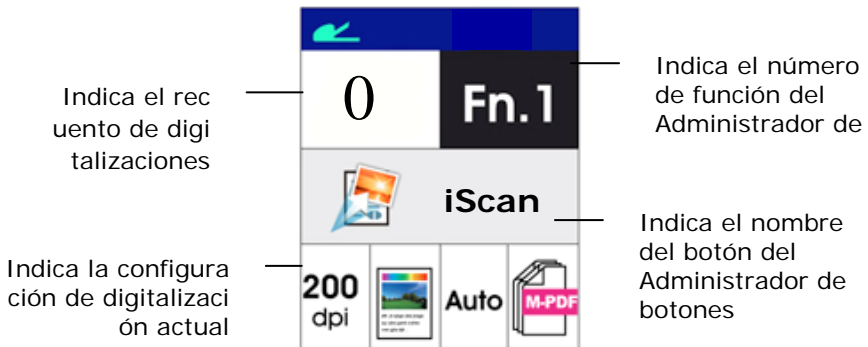 Indica el rec
uento de digi
talizaciones
0
Fn.1
Indica el número
de función del
Administrador de
iScan
Indica el nombre
del botón del
Administrador de
botones
Indica la configura
ción de digitalizaci
ón actual
200
dpi
Auto
M-PDF